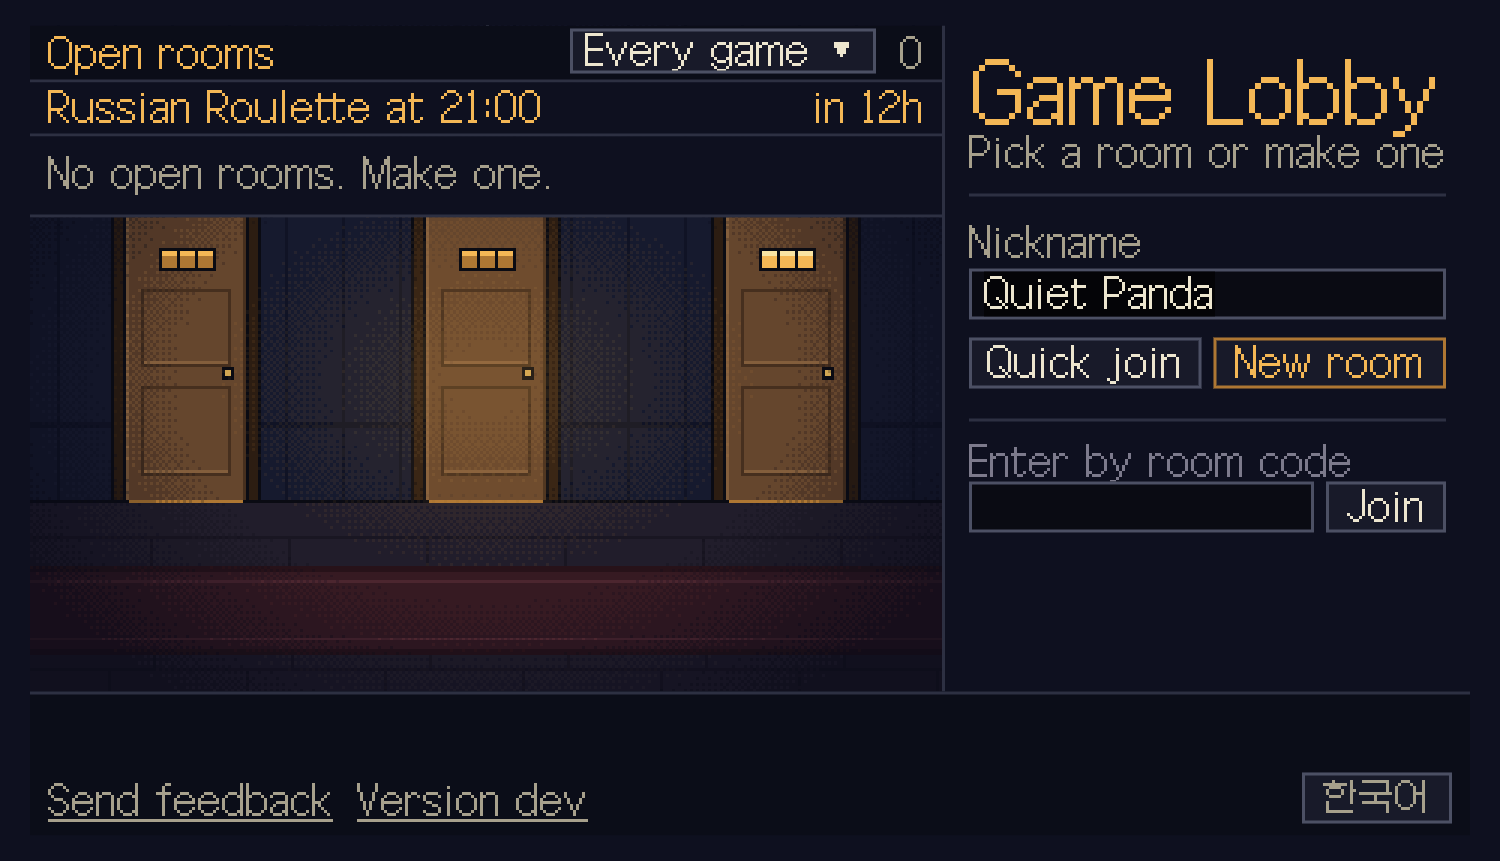 Open rooms
Every game ▼ 0
Russian Roulette at 21:00 in 12h
No open rooms. Make one.
Game Lobby
Pick a room or make one
Nickname
Quiet Panda
Quick join New room
Enter by room code
Join
Send feedback Version dev
한국어